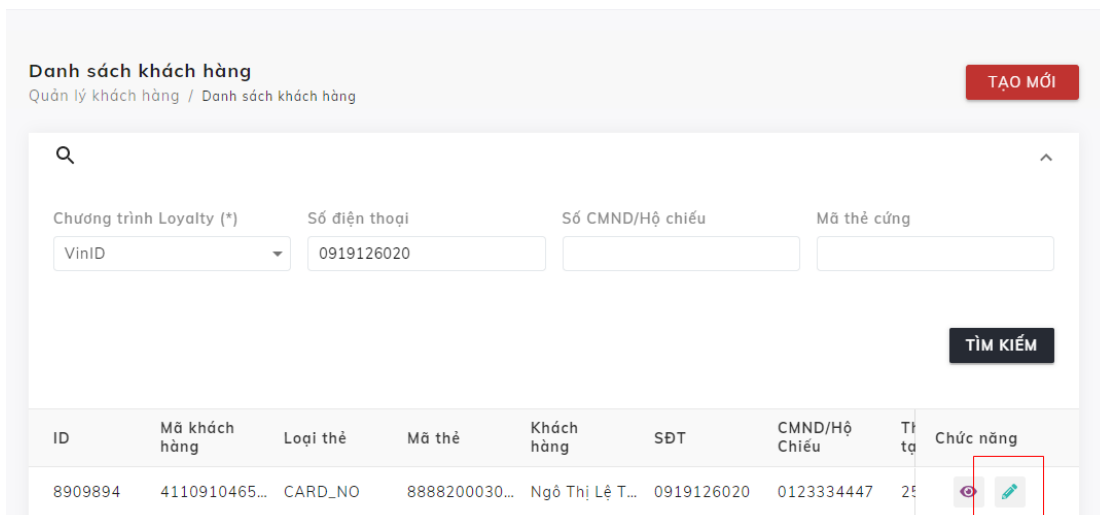 Danh sách khách hàng
TẠO MỚI
Quản lý khách hàng / Danh sách khách hàng
Chương trình Loyalty (*) Số điện thoại Số CMND/Hộ chiếu Mã thẻ cứng
VinID 0919126020
TÌM KIẾM
ID Mã khách hàng Loại thẻ Mã thẻ Khách hàng SĐT CMND/Hộ Chiếu Chức năng
8909894 4110910465... CARD_NO 8888200030... Ngô Thị Lệ T... 0919126020 0123334447